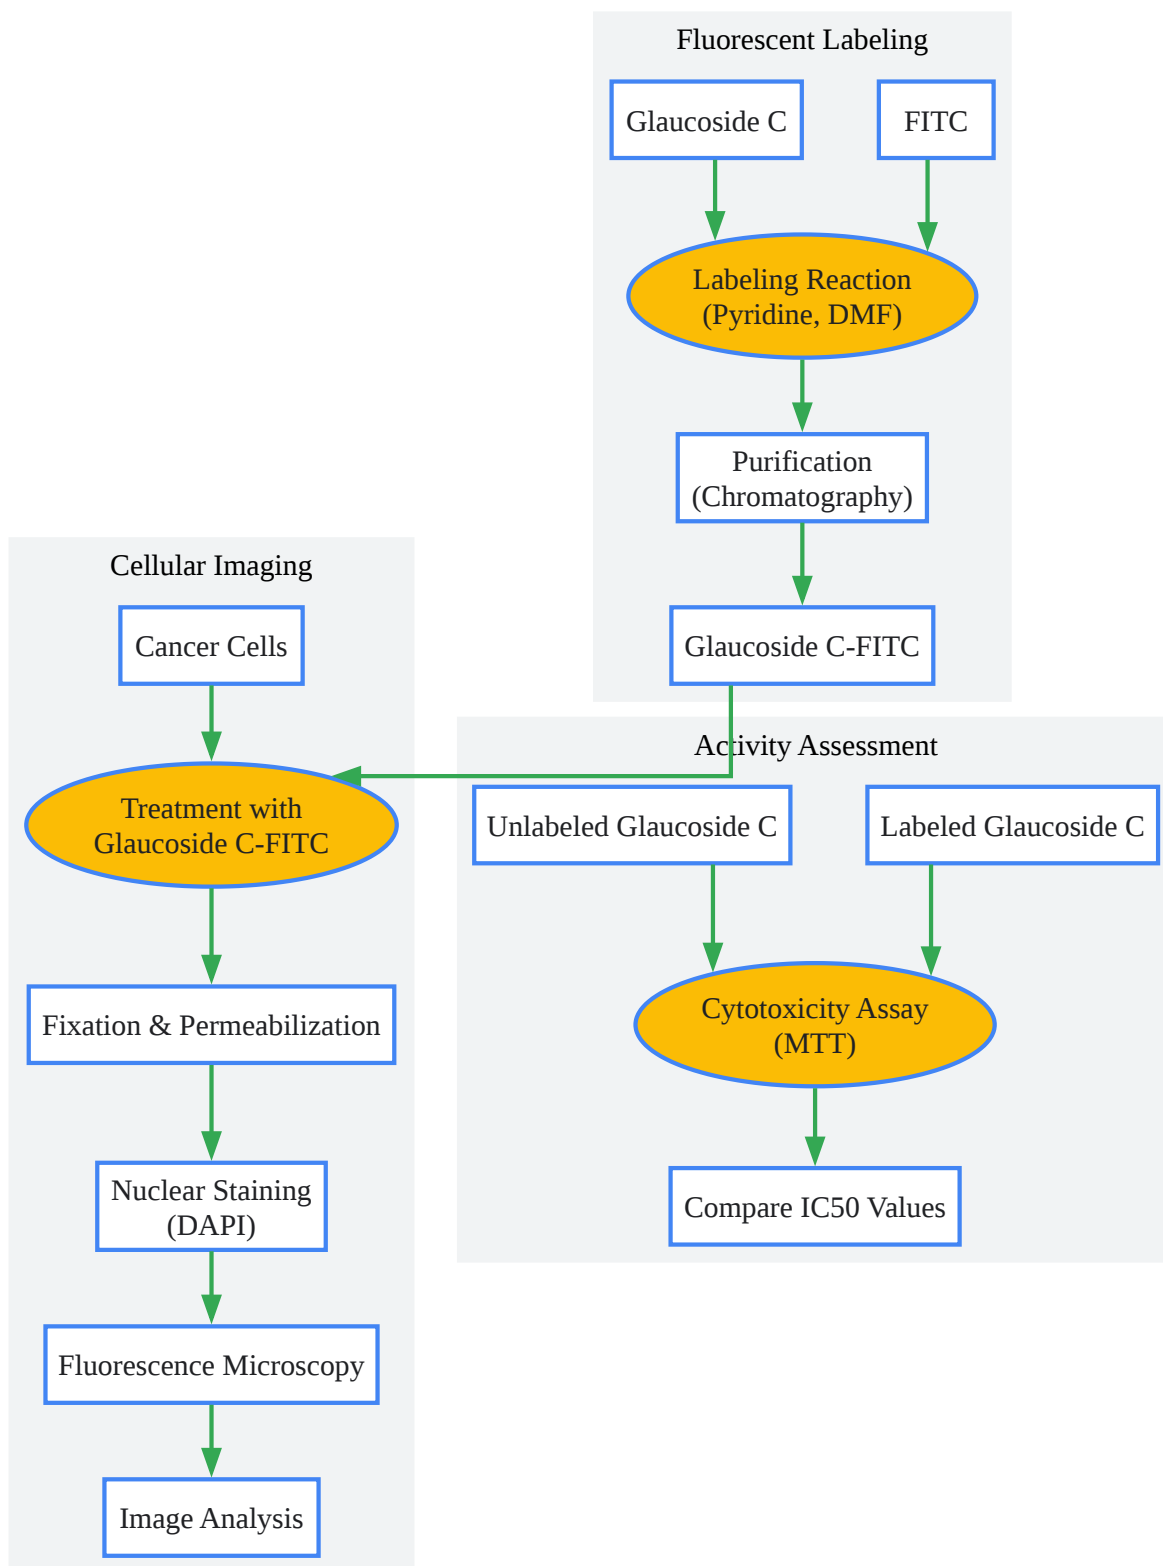 Fluorescent Labeling
Glaucoside C
FITC
Labeling Reaction
(Pyridine, DMF)
Purification
(Chromatography)
Glaucoside C-FITC
Cellular Imaging
Cancer Cells
Treatment with
Glaucoside C-FITC
Fixation & Permeabilization
Nuclear Staining
(DAPI)
Fluorescence Microscopy
Image Analysis
Activity Assessment
Unlabeled Glaucoside C
Labeled Glaucoside C
Cytotoxicity Assay
(MTT)
Compare IC50 Values